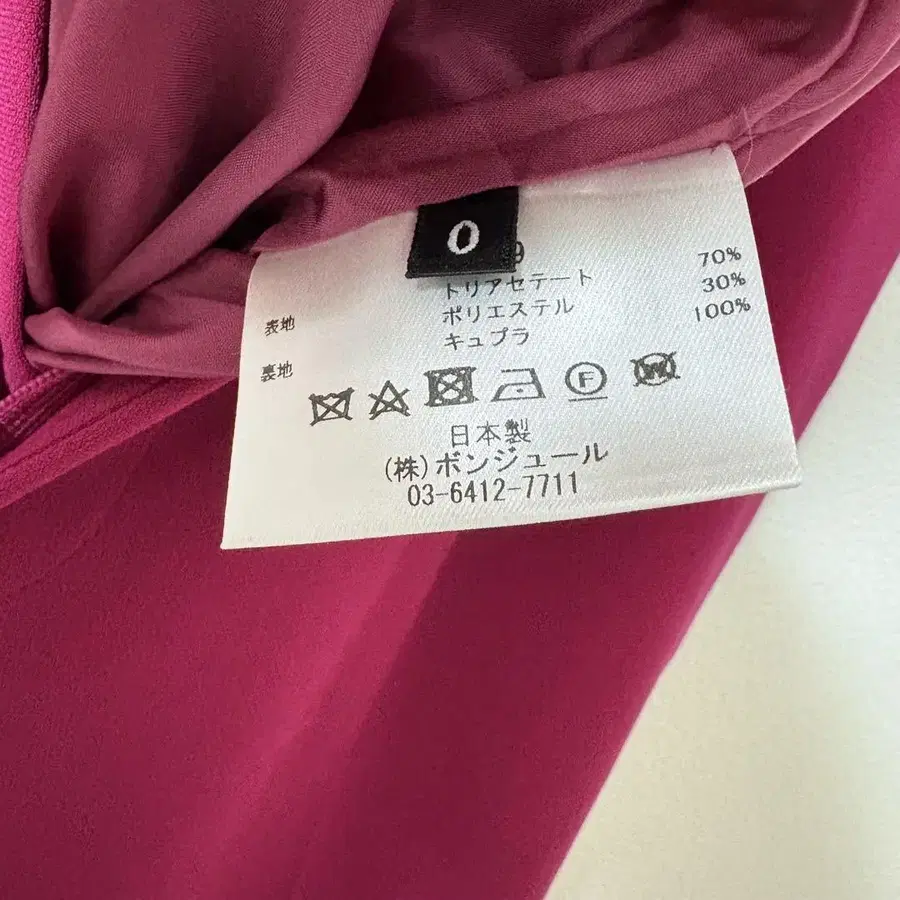 0
9
トリアセテート 70%
表地 ポリエステル 30%
キュプラ 100%
裏地
F
W
日本製
(株)ボンジュール
03-6412-7711